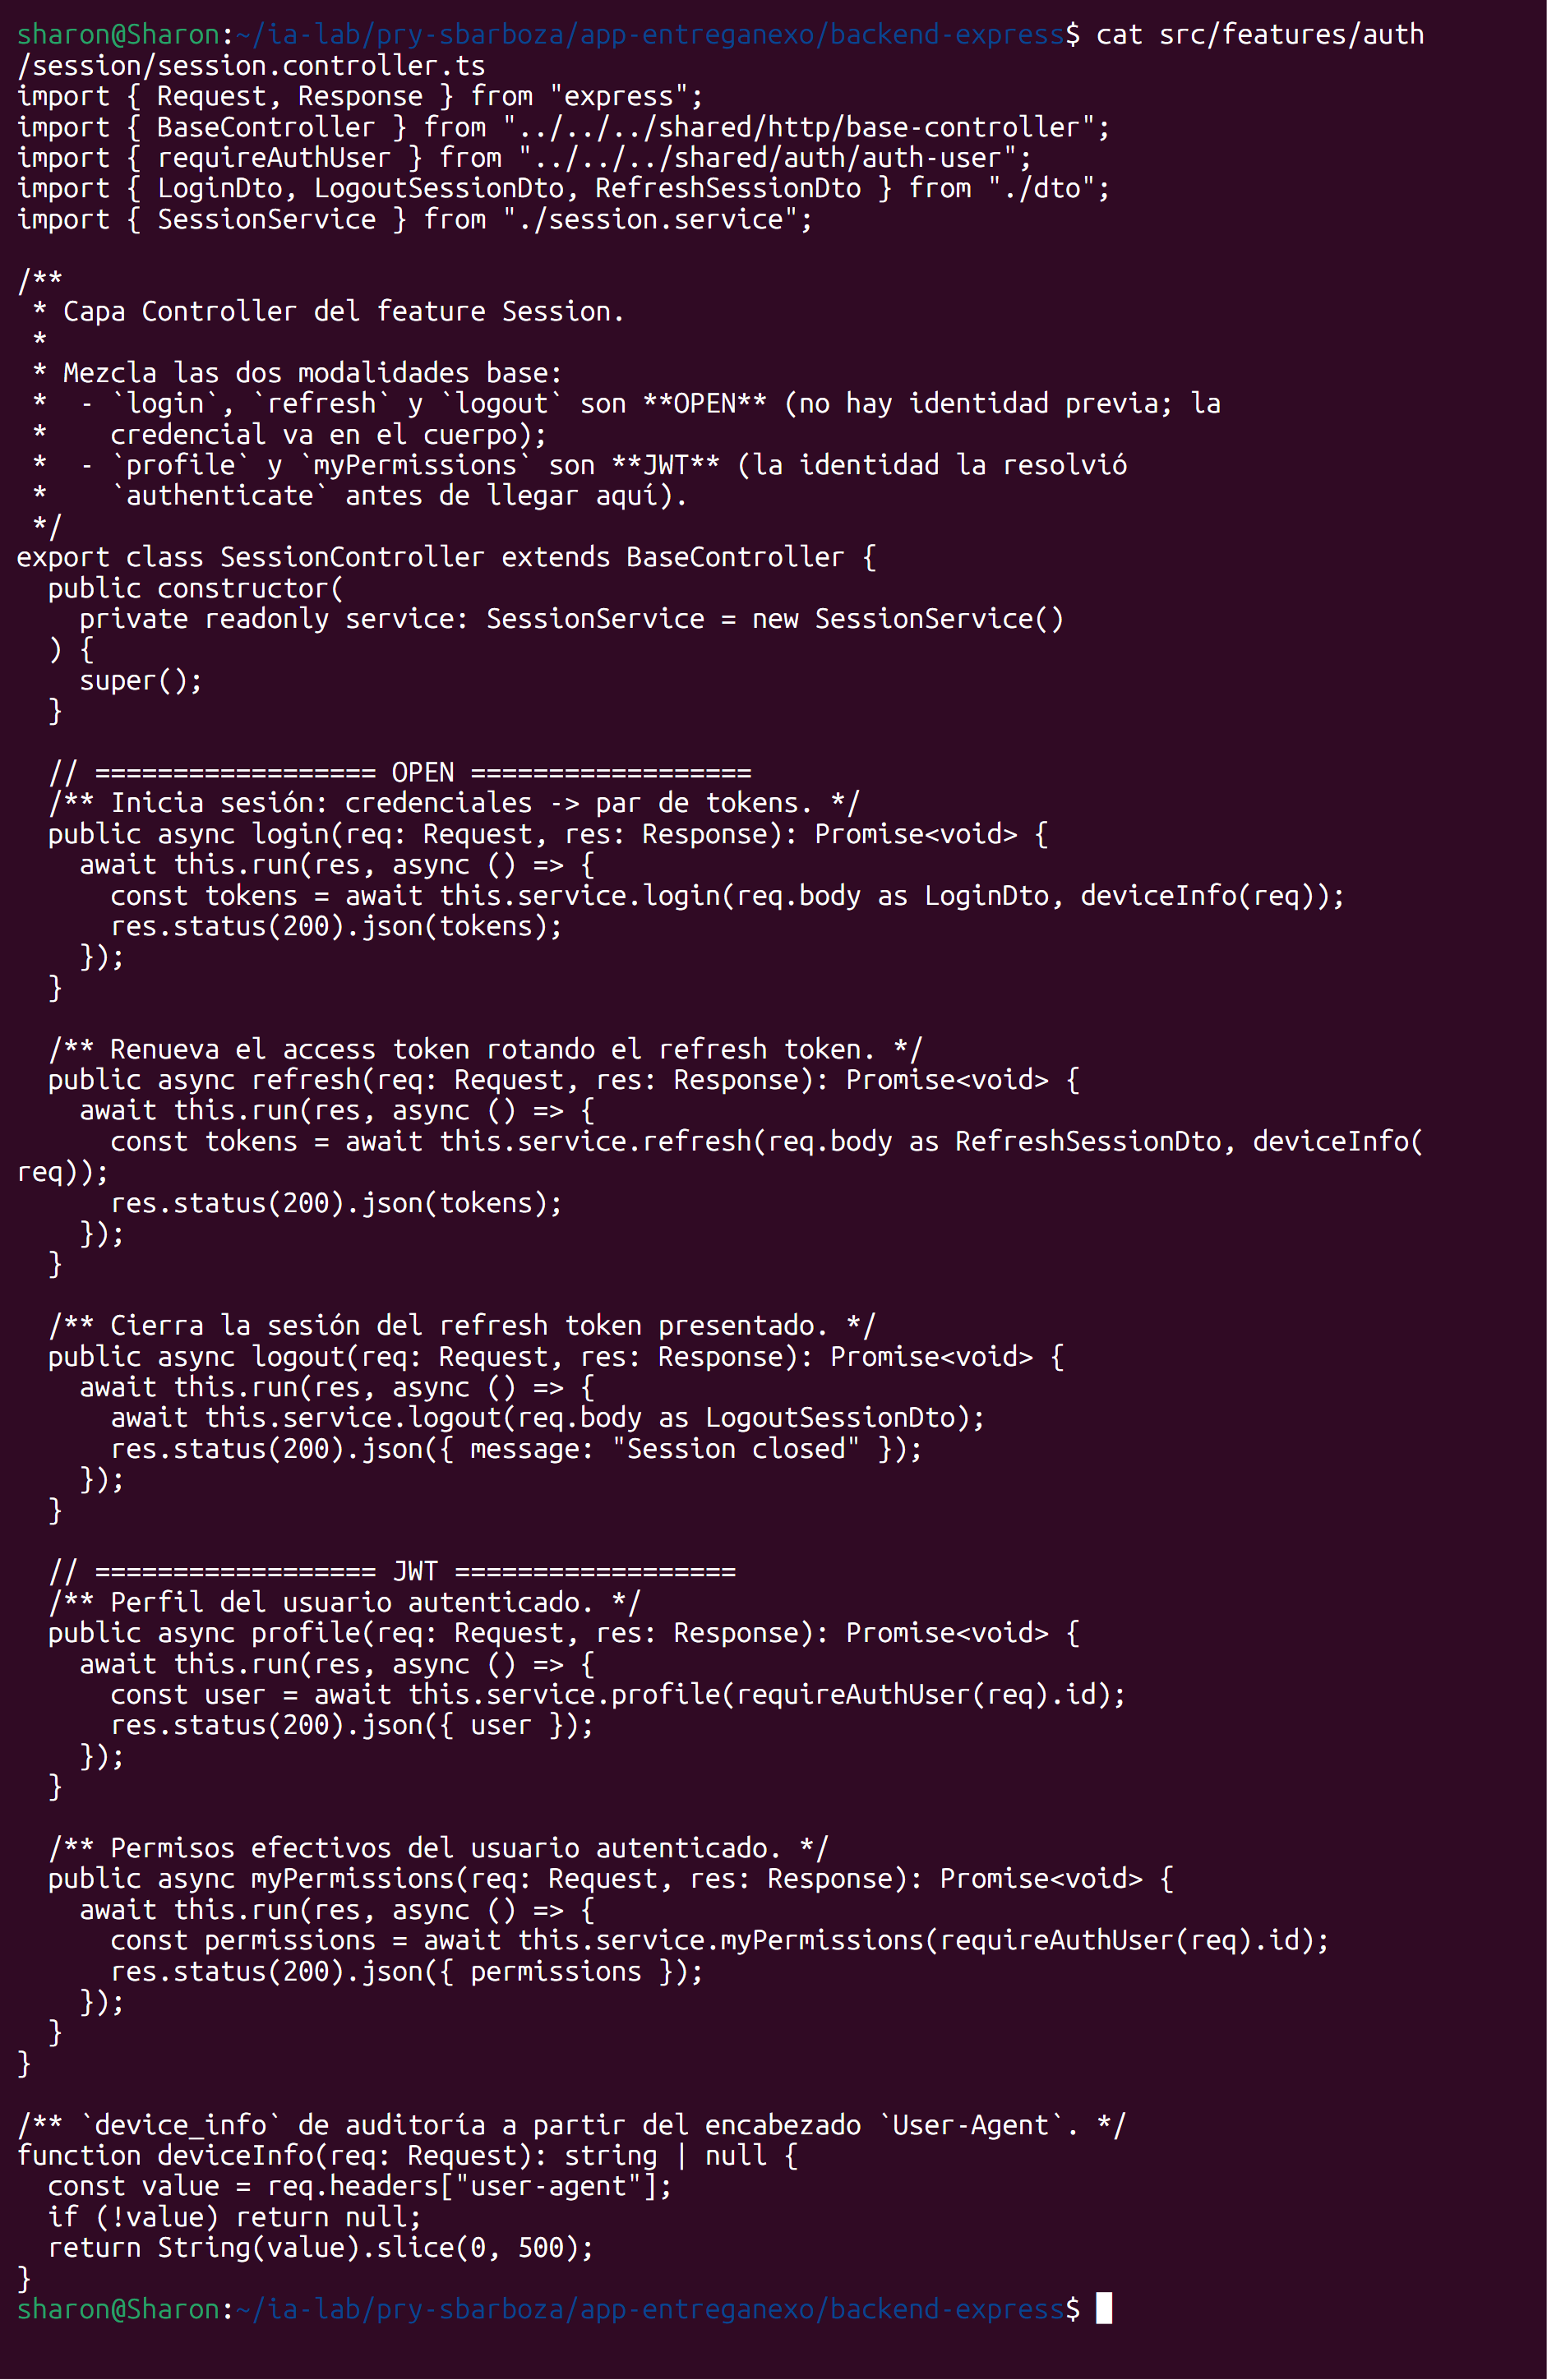 sharon@Sharon:~/ia-lab/pry-sbarboza/app-entreganexo/backend-express$ cat src/features/auth
/session/session.controller.ts
import { Request, Response } from "express";
import { BaseController } from "../../../shared/http/base-controller";
import { requireAuthUser } from "../../../shared/auth/auth-user";
import { LoginDto, LogoutSessionDto, RefreshSessionDto } from "./dto";
import { SessionService } from "./session.service";

/**
 * Capa Controller del feature Session.
 *
 * Mezcla las dos modalidades base:
 *  - `login`, `refresh` y `logout` son **OPEN** (no hay identidad previa; la
 *    credencial va en el cuerpo);
 *  - `profile` y `myPermissions` son **JWT** (la identidad la resolvió
 *    `authenticate` antes de llegar aquí).
 */
export class SessionController extends BaseController {
  public constructor(
    private readonly service: SessionService = new SessionService()
  ) {
    super();
  }

  // ================== OPEN ==================
  /** Inicia sesión: credenciales -> par de tokens. */
  public async login(req: Request, res: Response): Promise<void> {
    await this.run(res, async () => {
      const tokens = await this.service.login(req.body as LoginDto, deviceInfo(req));
      res.status(200).json(tokens);
    });
  }

  /** Renueva el access token rotando el refresh token. */
  public async refresh(req: Request, res: Response): Promise<void> {
    await this.run(res, async () => {
      const tokens = await this.service.refresh(req.body as RefreshSessionDto, deviceInfo(
req));
      res.status(200).json(tokens);
    });
  }

  /** Cierra la sesión del refresh token presentado. */
  public async logout(req: Request, res: Response): Promise<void> {
    await this.run(res, async () => {
      await this.service.logout(req.body as LogoutSessionDto);
      res.status(200).json({ message: "Session closed" });
    });
  }

  // ================== JWT ==================
  /** Perfil del usuario autenticado. */
  public async profile(req: Request, res: Response): Promise<void> {
    await this.run(res, async () => {
      const user = await this.service.profile(requireAuthUser(req).id);
      res.status(200).json({ user });
    });
  }

  /** Permisos efectivos del usuario autenticado. */
  public async myPermissions(req: Request, res: Response): Promise<void> {
    await this.run(res, async () => {
      const permissions = await this.service.myPermissions(requireAuthUser(req).id);
      res.status(200).json({ permissions });
    });
  }
}

/** `device_info` de auditoría a partir del encabezado `User-Agent`. */
function deviceInfo(req: Request): string | null {
  const value = req.headers["user-agent"];
  if (!value) return null;
  return String(value).slice(0, 500);
}
sharon@Sharon:~/ia-lab/pry-sbarboza/app-entreganexo/backend-express$